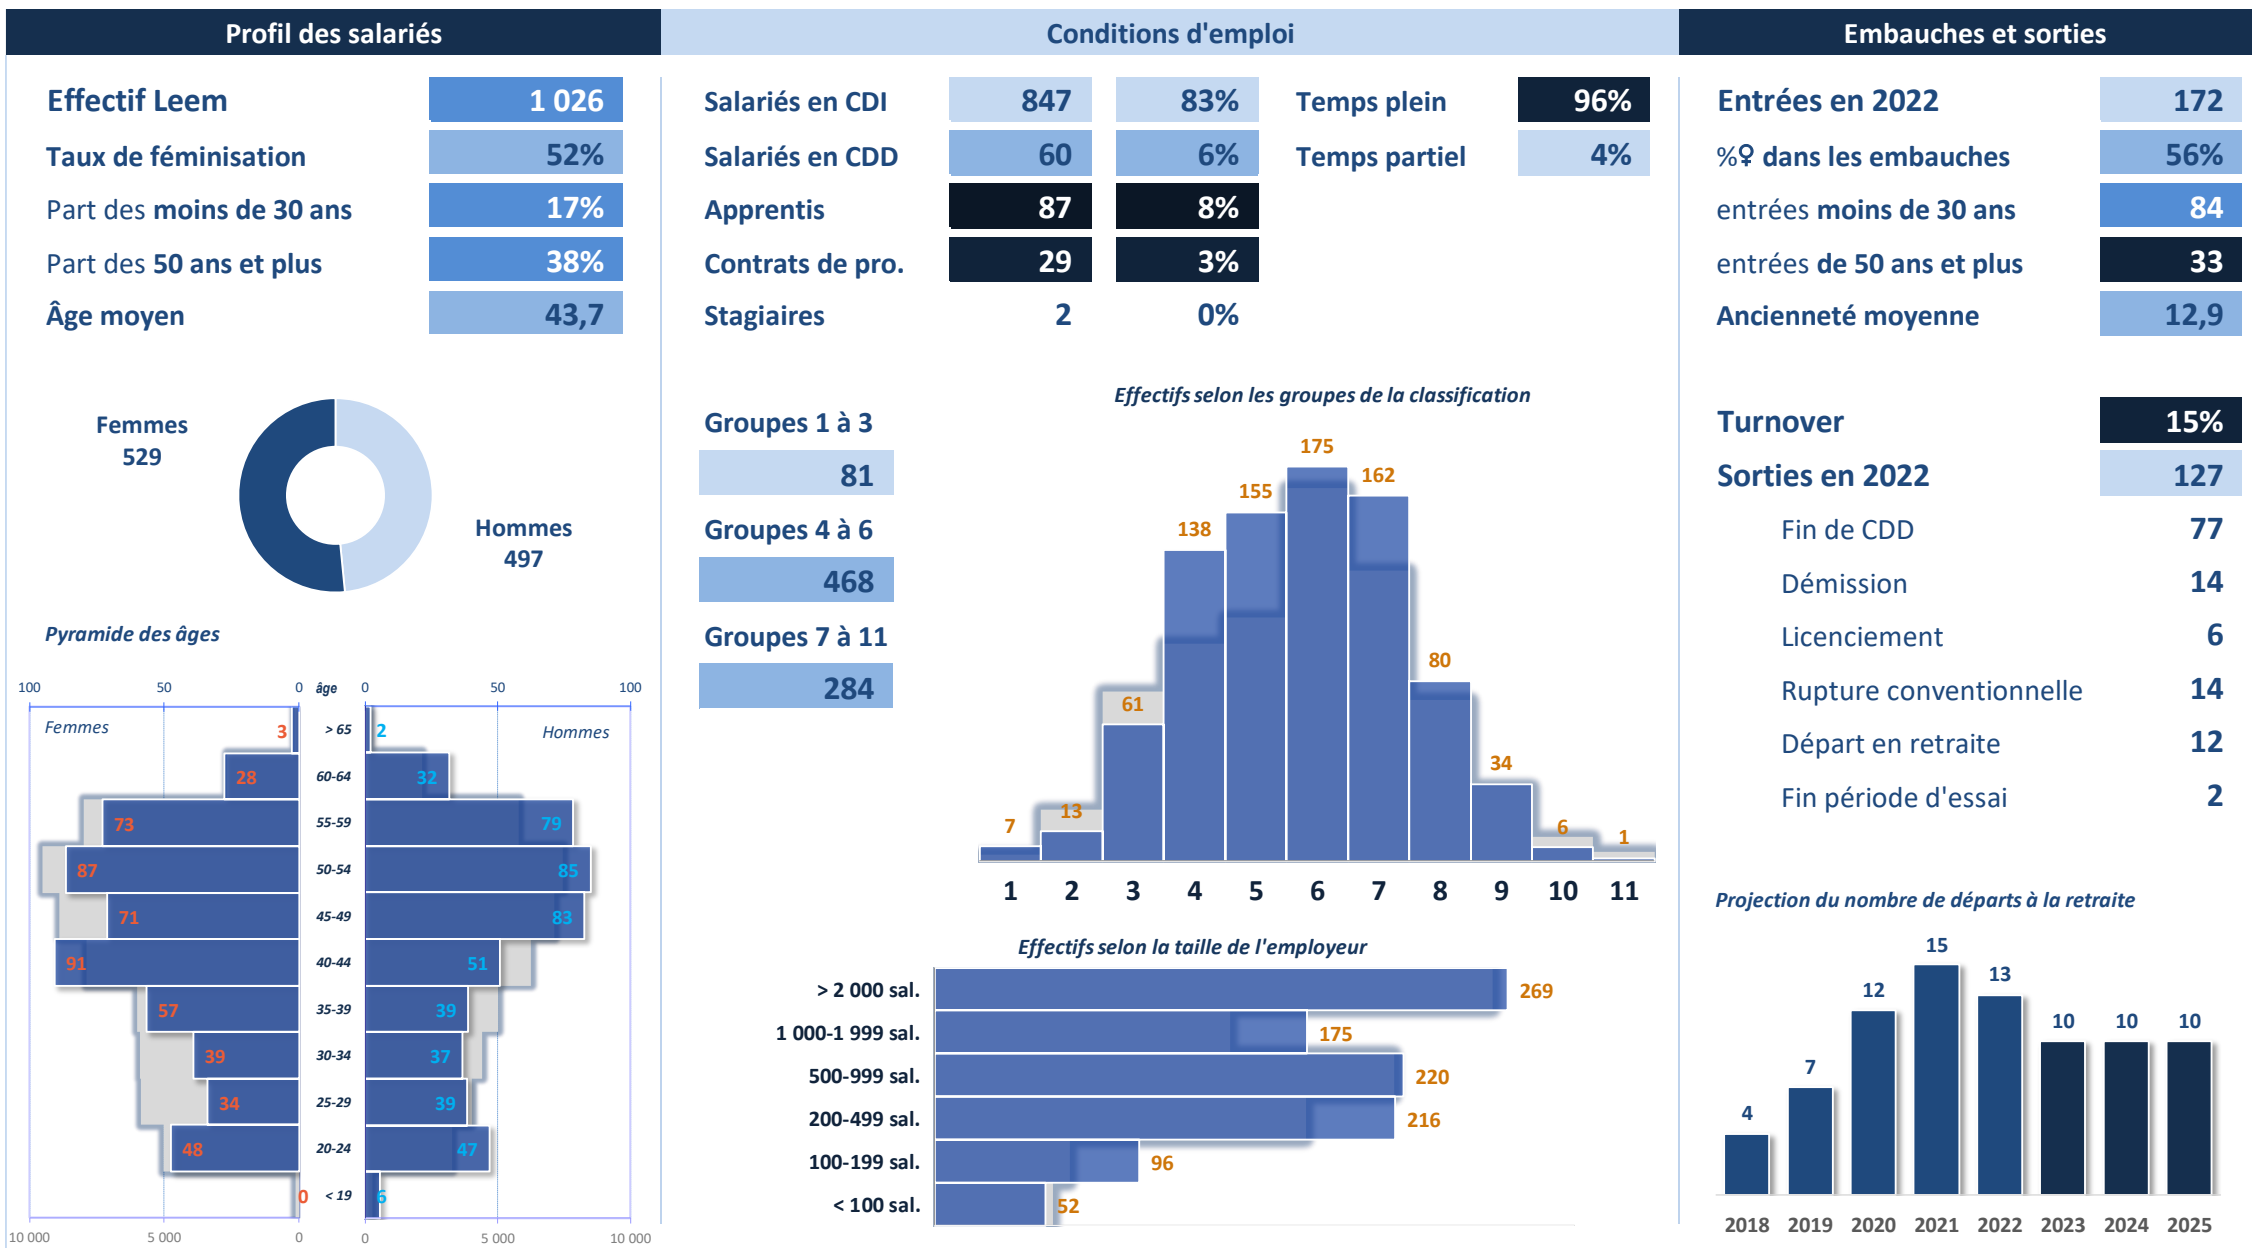 Profil des salariés
Effectif Leem 1 026
Taux de féminisation 52%
Part des moins de 30 ans 17%
Part des 50 ans et plus 38%
Âge moyen 43,7
Femmes
529
Hommes
497
Pyramide des âges
100 50 0 âge 0 50 100
Femmes 3 > 65 2 Hommes
28 60-64 32
73 55-59 79
87 50-54 85
71 45-49 83
91 40-44 51
57 35-39 39
39 30-34 37
34 25-29 39
48 20-24 47
0 < 19 6
10 000 5 000 0 0 5 000 10 000
Conditions d'emploi
Salariés en CDI 847 83% Temps plein 96%
Salariés en CDD 60 6% Temps partiel 4%
Apprentis 87 8%
Contrats de pro. 29 3%
Stagiaires 2 0%
Groupes 1 à 3
81
Groupes 4 à 6
468
Groupes 7 à 11
284
Effectifs selon les groupes de la classification
7 13 61 138 155 175 162 80 34 6 1
1 2 3 4 5 6 7 8 9 10 11
Effectifs selon la taille de l'employeur
> 2 000 sal. 269
1 000-1 999 sal. 175
500-999 sal. 220
200-499 sal. 216
100-199 sal. 96
< 100 sal. 52
Embauches et sorties
Entrées en 2022 172
%♀ dans les embauches 56%
entrées moins de 30 ans 84
entrées de 50 ans et plus 33
Ancienneté moyenne 12,9
Turnover 15%
Sorties en 2022 127
Fin de CDD 77
Démission 14
Licenciement 6
Rupture conventionnelle 14
Départ en retraite 12
Fin période d'essai 2
Projection du nombre de départs à la retraite
4 7 12 15 13 10 10 10
2018 2019 2020 2021 2022 2023 2024 2025